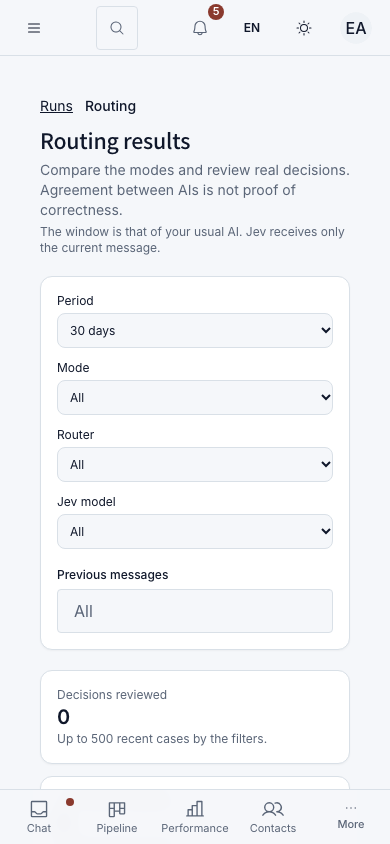 5
EN
EA
Runs Routing
Routing results
Compare the modes and review real decisions.
Agreement between AIs is not proof of
correctness.
The window is that of your usual AI. Jev receives only
the current message.
Period
30 days
Mode
All
Router
All
Jev model
All
Previous messages
All
Decisions reviewed
0
Up to 500 recent cases by the filters.
Chat
Pipeline
Performance
Contacts
More